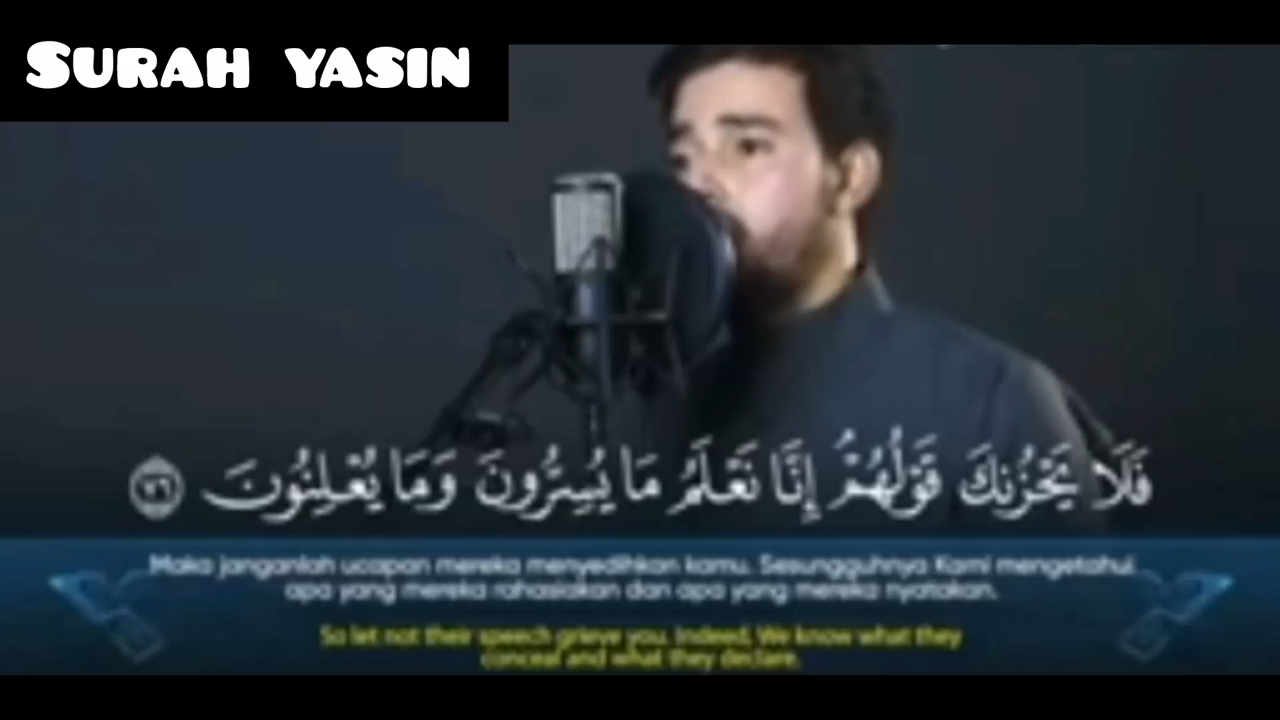 SURAH YASIN
فَلَا يَحْزُنكَ قَوْلُهُمْ إِنَّا نَعْلَمُ مَا يُسِرُّونَ وَمَا يُعْلِنُونَ ٧٦
Maka janganlah ucapan mereka menyedihkan kamu. Sesungguhnya Kami mengetahui
apa yang mereka rahasiakan dan apa yang mereka nyatakan.
So let not their speech grieve you. Indeed, We know what they
conceal and what they declare.